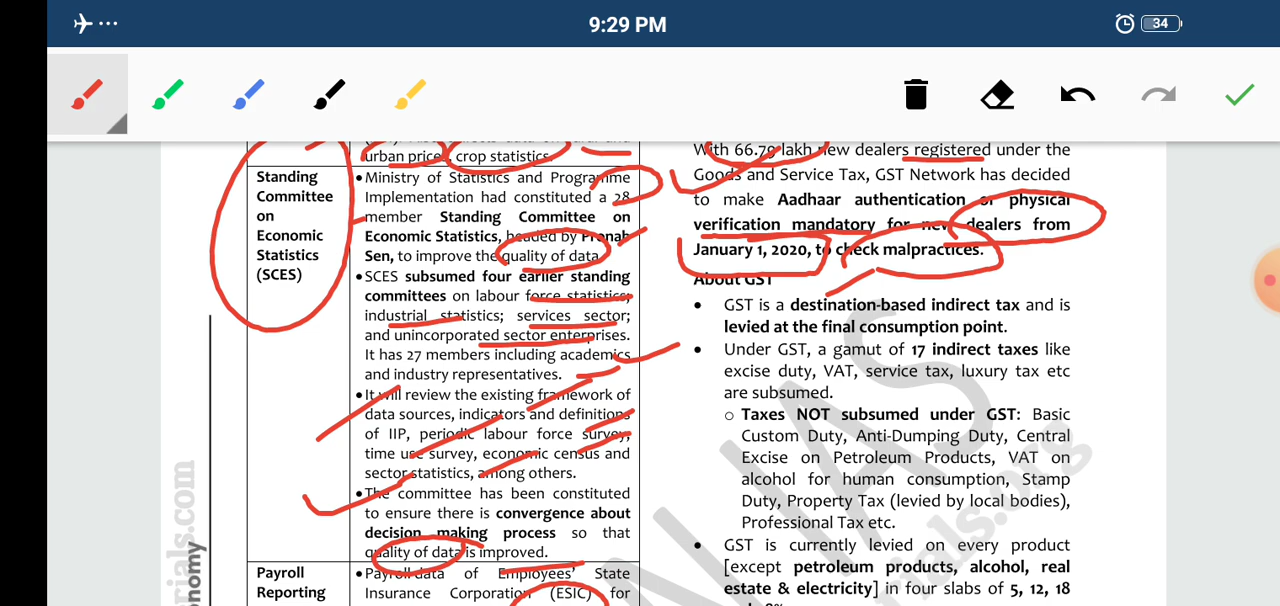 9:29 PM
34
urban price, crop statistics
Standing
Committee
on
Economic
Statistics
(SCES)
•Ministry of Statistics and Programme
Implementation had constituted a 28
member Standing Committee on
Economic Statistics, headed by Pronab
Sen, to improve the quality of data.
•SCES subsumed four earlier standing
committees on labour force statistics;
industrial statistics; services sector;
and unincorporated sector enterprises.
It has 27 members including academics
and industry representatives.
•It will review the existing framework of
data sources, indicators and definitions
of IIP, periodic labour force survey,
time use survey, economic census and
sector statistics, among others.
•The committee has been constituted
to ensure there is convergence about
decision making process so that
quality of data is improved.
Payroll
Reporting
•Payroll data of Employees' State
Insurance Corporation (ESIC) for
With 66.79 lakh new dealers registered under the
Goods and Service Tax, GST Network has decided
to make Aadhaar authentication or physical
verification mandatory for new dealers from
January 1, 2020, to check malpractices.
About GST
• GST is a destination-based indirect tax and is
levied at the final consumption point.
• Under GST, a gamut of 17 indirect taxes like
excise duty, VAT, service tax, luxury tax etc
are subsumed.
o Taxes NOT subsumed under GST: Basic
Custom Duty, Anti-Dumping Duty, Central
Excise on Petroleum Products, VAT on
alcohol for human consumption, Stamp
Duty, Property Tax (levied by local bodies),
Professional Tax etc.
• GST is currently levied on every product
[except petroleum products, alcohol, real
estate & electricity] in four slabs of 5, 12, 18